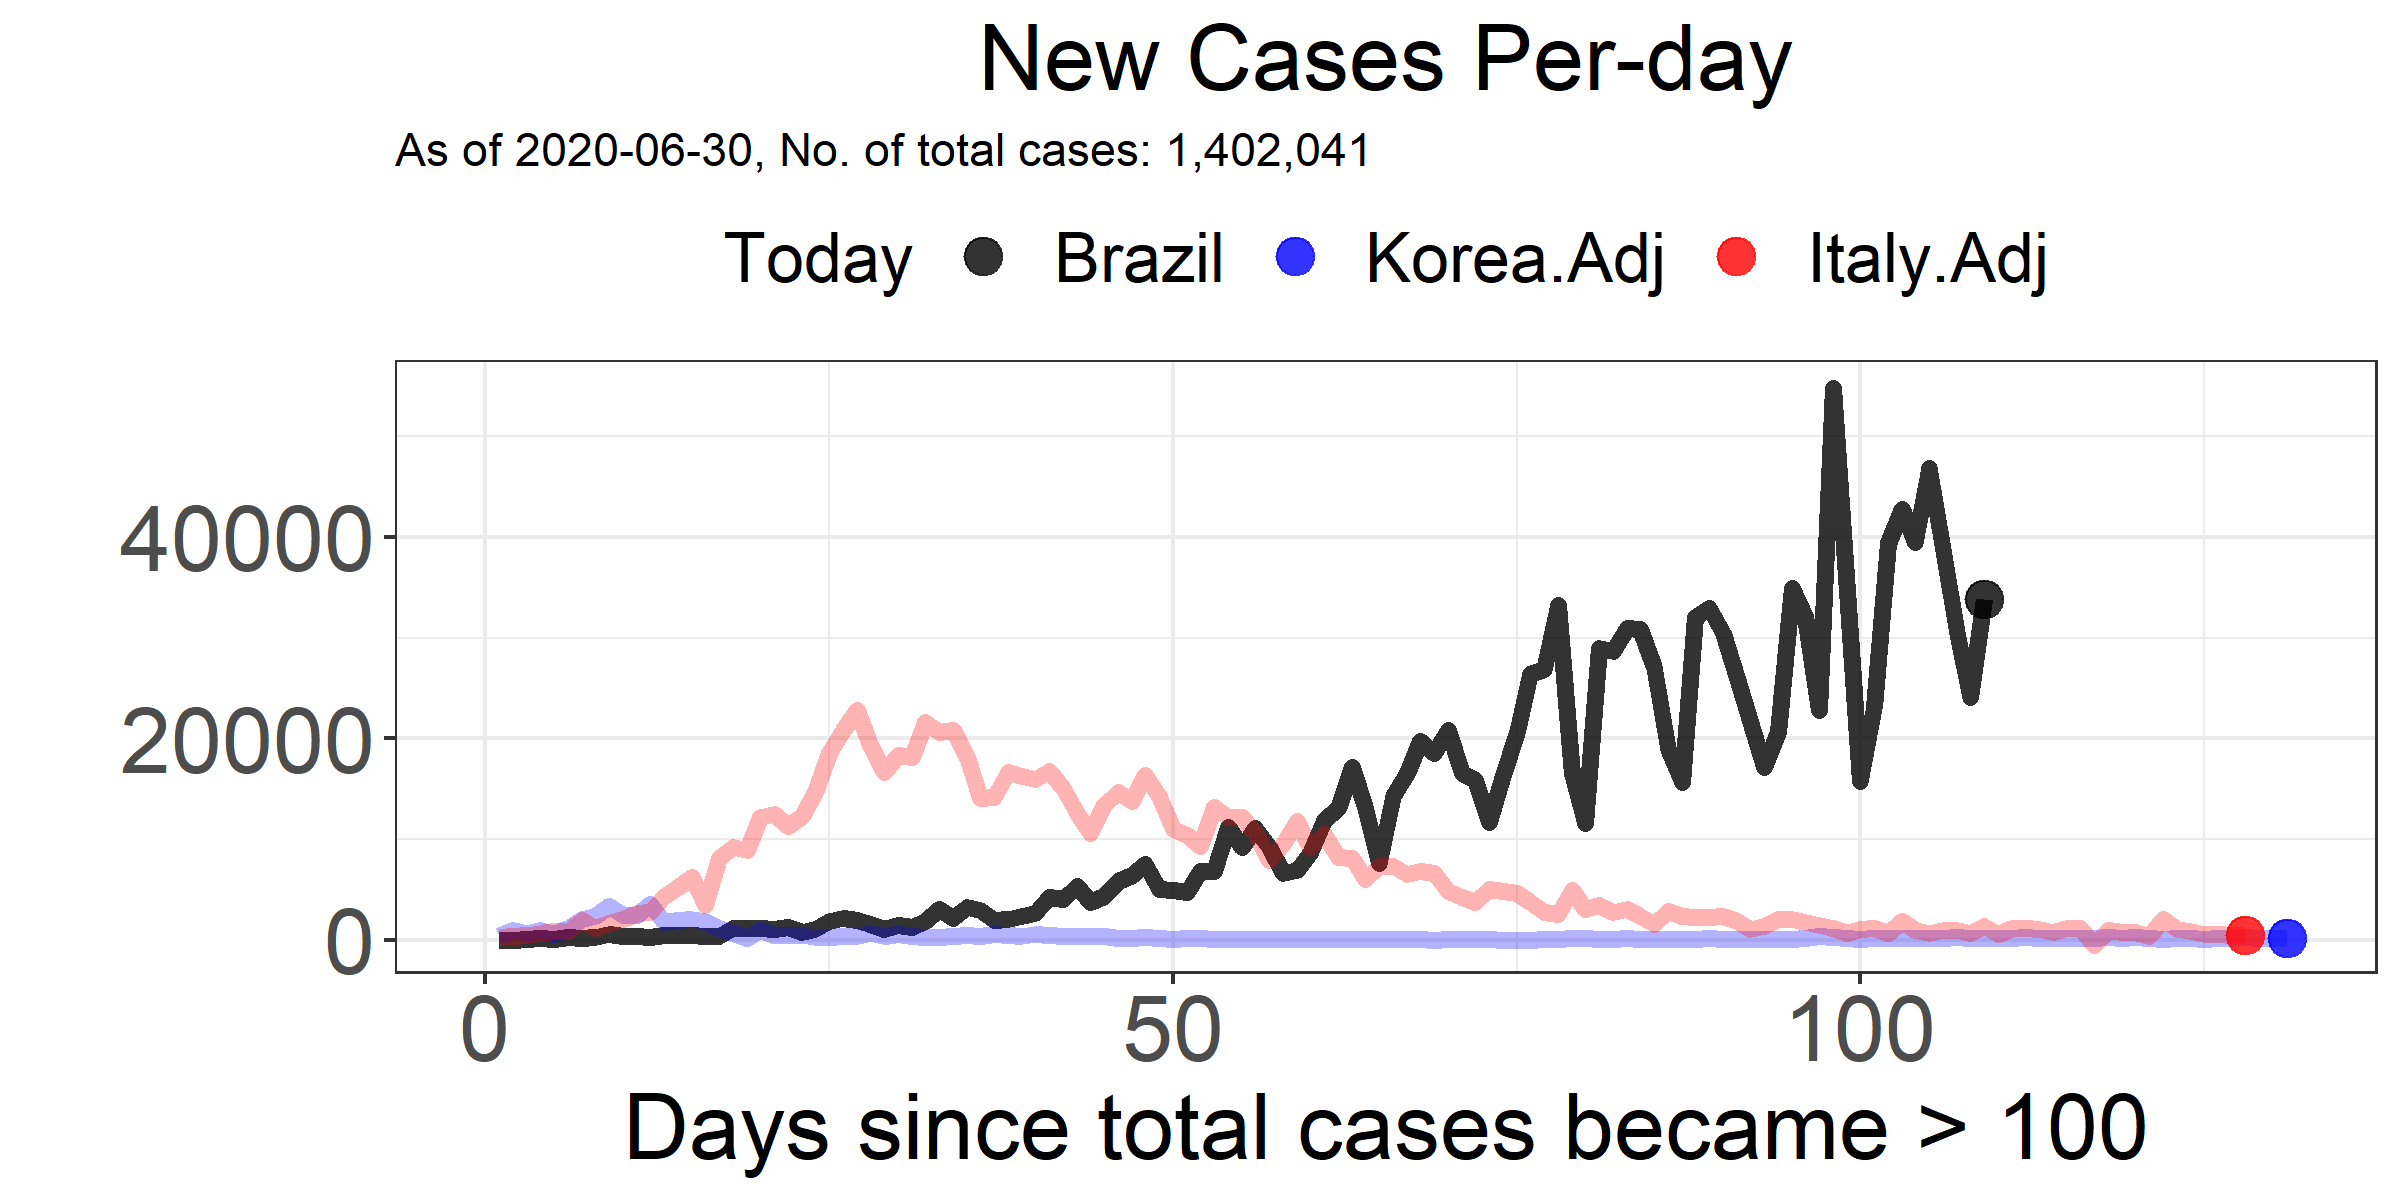 New Cases Per-day
As of 2020-06-30, No. of total cases: 1,402,041
Today Brazil Korea.Adj Italy.Adj
40000
20000
0
0 50 100
Days since total cases became > 100